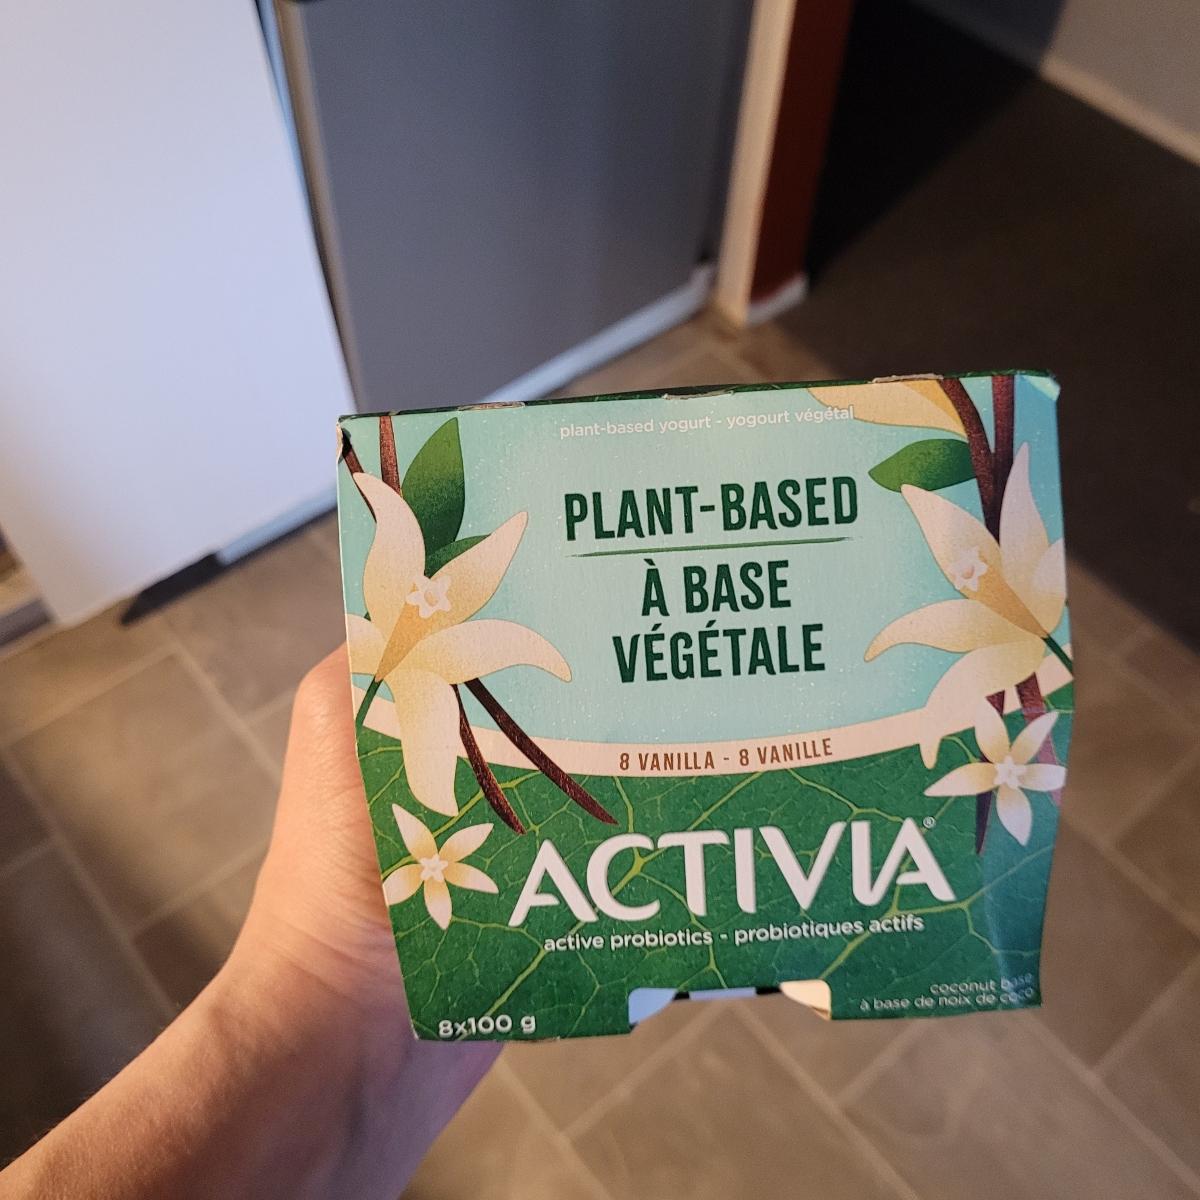 plant-based yogurt - yogourt végétal
PLANT-BASED
À BASE
VÉGÉTALE
8 VANILLA - 8 VANILLE
ACTIVIA®
active probiotics - probiotiques actifs
coconut base
à base de noix de coco
8x100 g